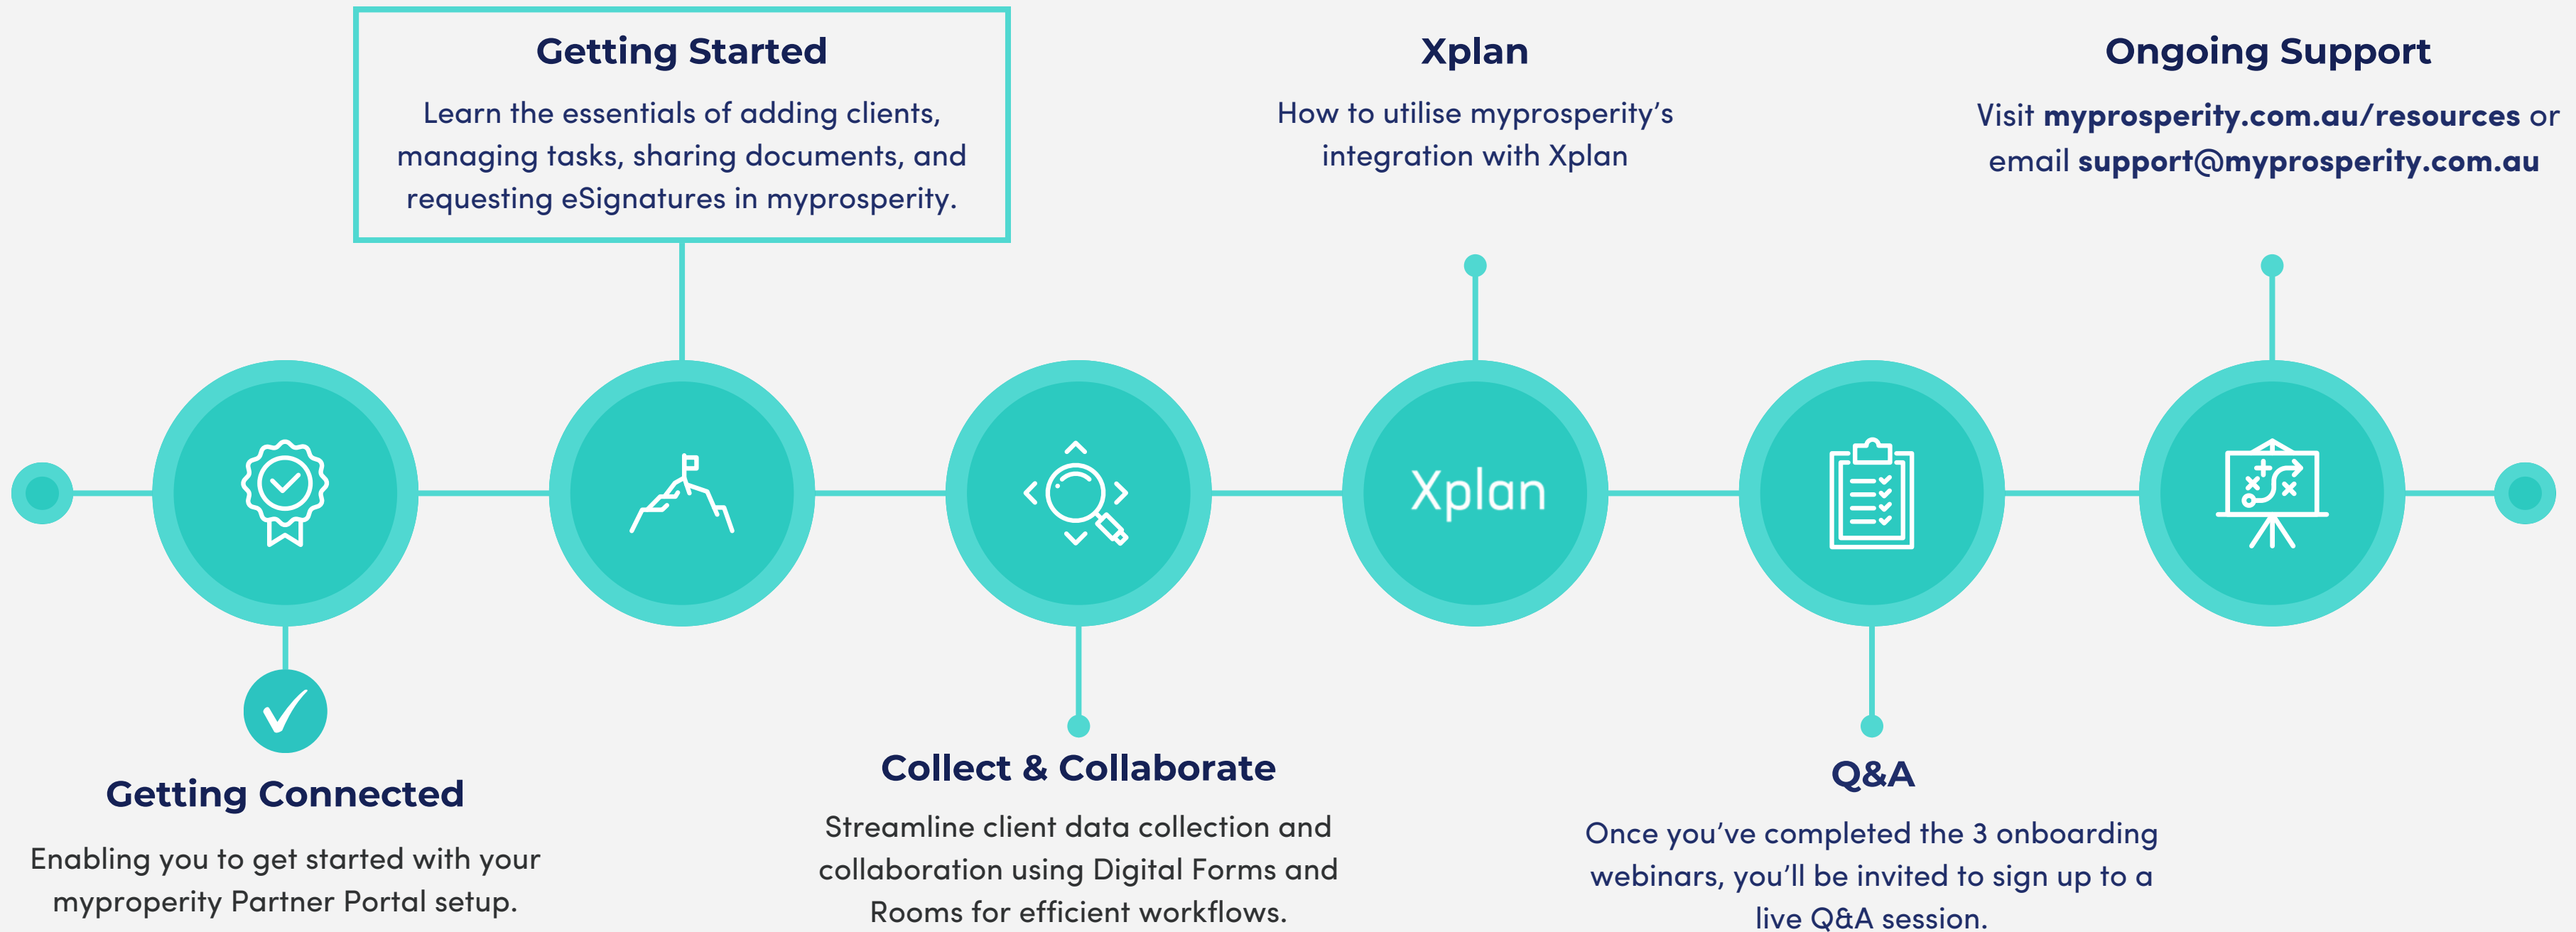 Getting Started
Learn the essentials of adding clients,
managing tasks, sharing documents, and
requesting eSignatures in myprosperity.
Xplan
How to utilise myprosperity's
integration with Xplan
Ongoing Support
Visit myprosperity.com.au/resources or
email support@myprosperity.com.au
Xplan
Getting Connected
Enabling you to get started with your
myproperity Partner Portal setup.
Collect & Collaborate
Streamline client data collection and
collaboration using Digital Forms and
Rooms for efficient workflows.
Q&A
Once you've completed the 3 onboarding
webinars, you'll be invited to sign up to a
live Q&A session.